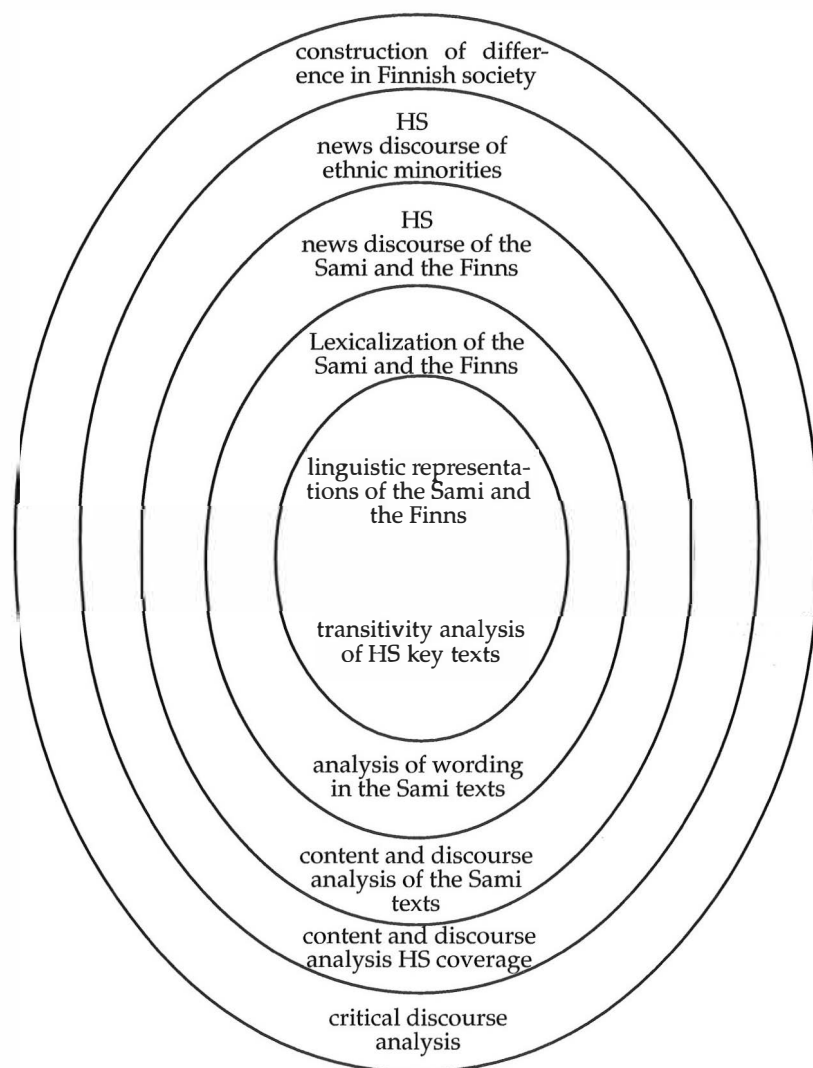 construction of differ-
ence in Finnish society
HS
news discourse of
ethnic minorities
HS
news discourse of the
Sami and the Finns
Lexicalization of the
Sami and the Finns
linguistic representa-
tions of the Sami and
the Finns
transitivity analysis
of HS key texts
analysis of wording
in the Sami texts
content and discourse
analysis of the Sami
texts
content and discourse
analysis HS coverage
critical discourse
analysis